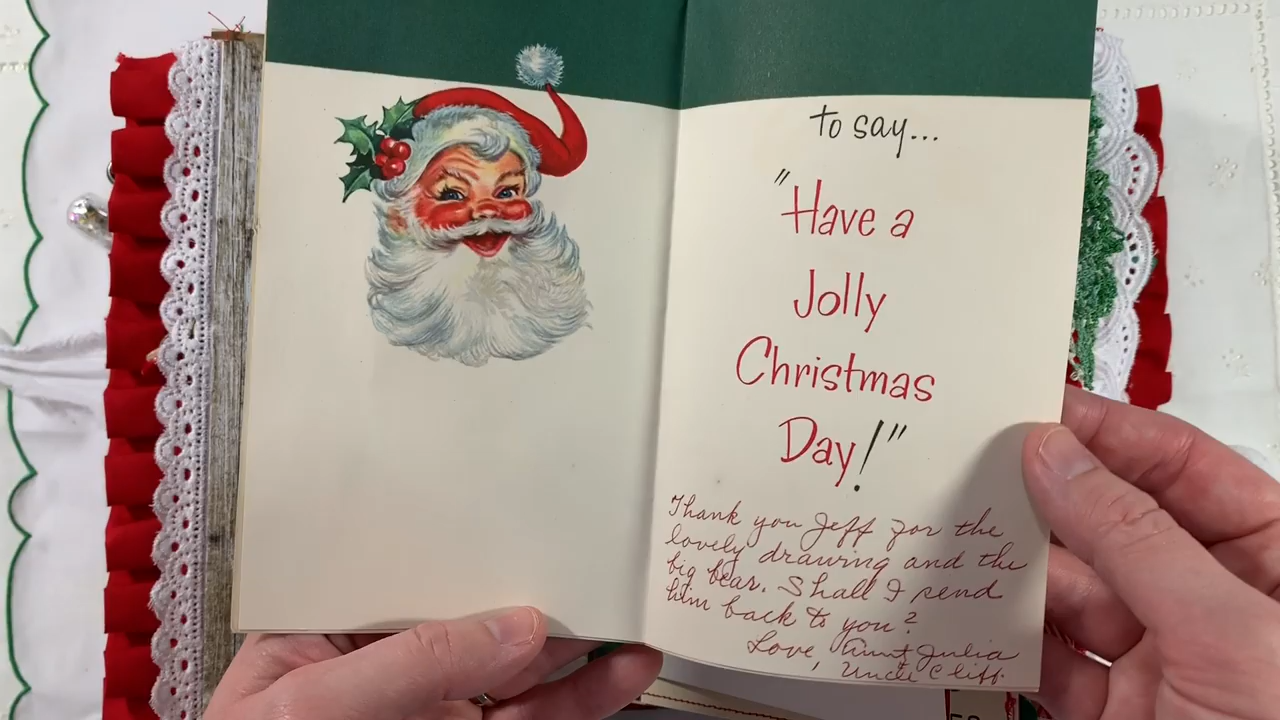 to say...
"Have a
Jolly
Christmas
Day!"
Thank you Jeff for the
lovely drawing and the
big bear. Shall I send
him back to you?
Love, Aunt Julia
Uncle Cliff.